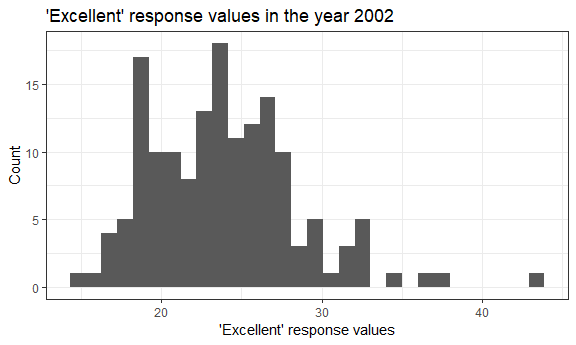 'Excellent' response values in the year 2002
15
10
5
0
Count
20 30 40
'Excellent' response values